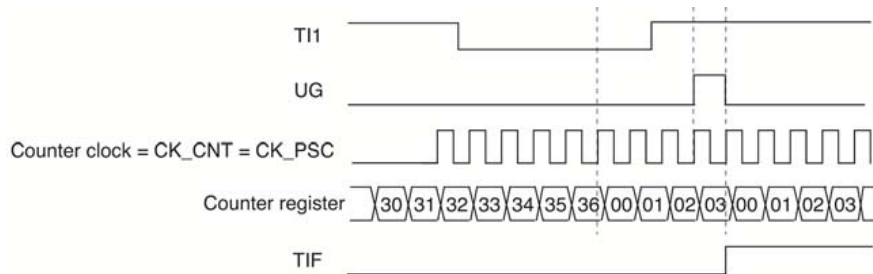 TI1
UG
Counter clock = CK_CNT = CK_PSC
Counter register 30 31 32 33 34 35 36 00 01 02 03 00 01 02 03
TIF